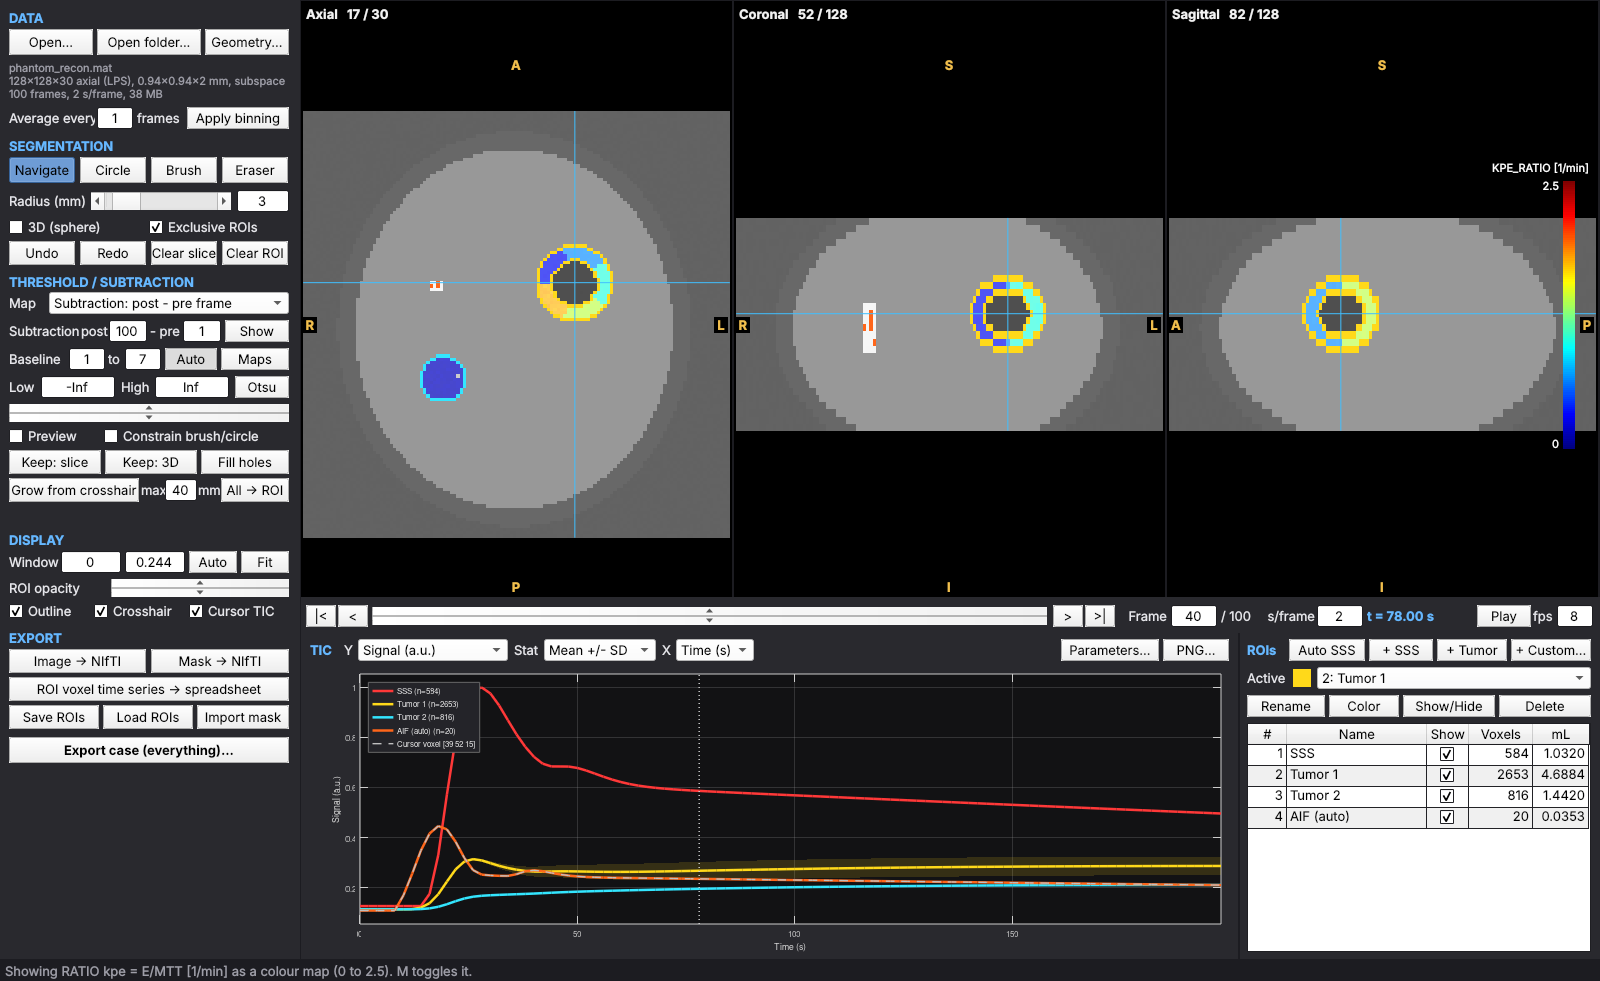 DATA
Open...
Open folder...
Geometry...
phantom_recon.mat
128×128×30 axial (LPS), 0.94×0.94×2 mm, subspace
100 frames, 2 s/frame, 38 MB
Average every 1 frames Apply binning
SEGMENTATION
Navigate Circle Brush Eraser
Radius (mm) 3
3D (sphere) Exclusive ROIs
Undo Redo Clear slice Clear ROI
THRESHOLD / SUBTRACTION
Map Subtraction: post - pre frame
Subtraction post 100 - pre 1 Show
Baseline 1 to 7 Auto Maps
Low -Inf High Inf Otsu
Preview Constrain brush/circle
Keep: slice Keep: 3D Fill holes
Grow from crosshair max 40 mm All → ROI
DISPLAY
Window 0 0.244 Auto Fit
ROI opacity
Outline Crosshair Cursor TIC
EXPORT
Image → NIfTI Mask → NIfTI
ROI voxel time series → spreadsheet
Save ROIs Load ROIs Import mask
Export case (everything)...
Axial 17 / 30
A
R
L
P
Coronal 52 / 128
S
R
L
I
Sagittal 82 / 128
S
A
P
I
KPE_RATIO [1/min]
2.5
0
|< < > >| Frame 40 / 100 s/frame 2 t = 78.00 s Play fps 8
TIC Y Signal (a.u.) Stat Mean +/- SD X Time (s) Parameters... PNG...
SSS (n=584)
Tumor 1 (n=2653)
Tumor 2 (n=816)
AIF (auto) (n=20)
Cursor voxel [39 52 15]
Signal (a.u.)
1
0.8
0.6
0.4
0.2
0 50 100 150
Time (s)
ROIs Auto SSS + SSS + Tumor + Custom...
Active 2: Tumor 1
Rename Color Show/Hide Delete
# Name Show Voxels mL
1 SSS 584 1.0320
2 Tumor 1 2653 4.6884
3 Tumor 2 816 1.4420
4 AIF (auto) 20 0.0353
Showing RATIO kpe = E/MTT [1/min] as a colour map (0 to 2.5). M toggles it.